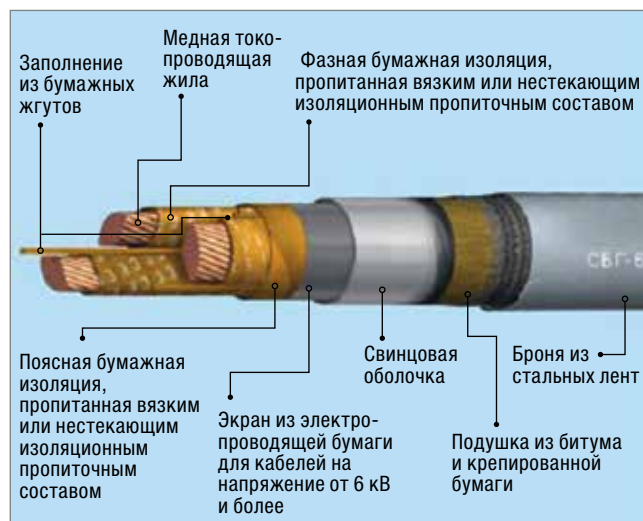 Медная токо-
проводящая
жила
Заполнение
из бумажных
жгутов
Фазная бумажная изоляция,
пропитанная вязким или нестекающим
изоляционным пропиточным составом
СБГ-6
Поясная бумажная
изоляция,
пропитанная вязким
или нестекающим
изоляционным
пропиточным
составом
Экран из электро-
проводящей бумаги
для кабелей на
напряжение от 6 кВ
и более
Свинцовая
оболочка
Подушка из битума
и крепированной
бумаги
Броня из
стальных лент